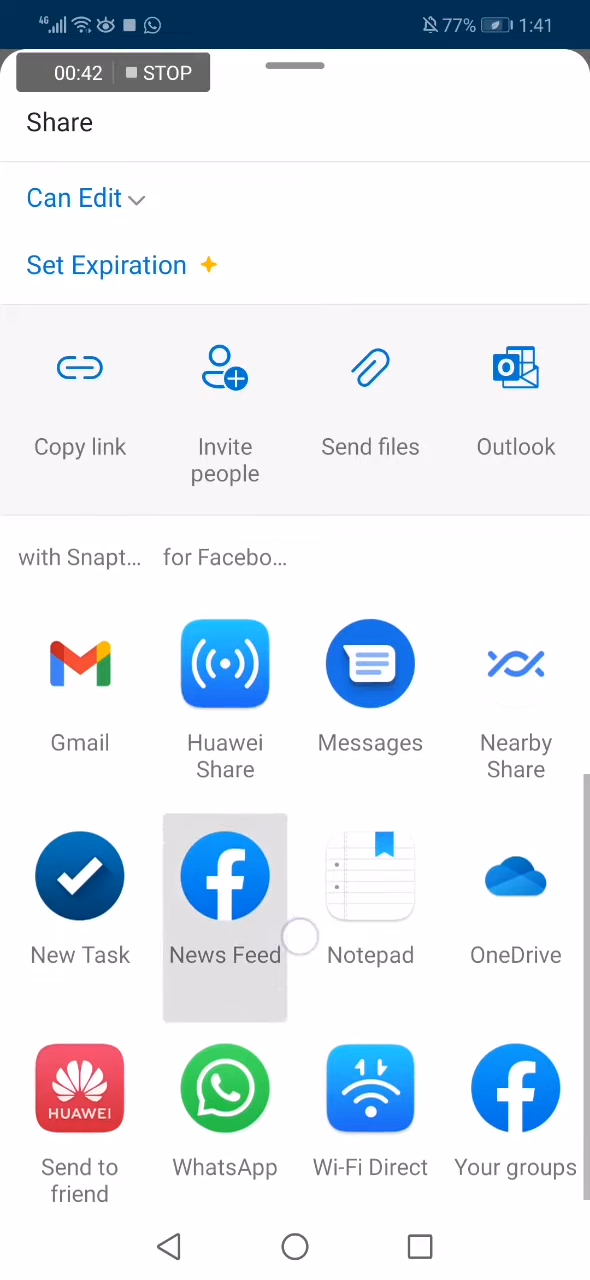 4G 77% 1:41
00:42 STOP
Share
Can Edit
Set Expiration
Copy link Invite people Send files Outlook
with Snapt... for Facebo...
Gmail Huawei Share Messages Nearby Share
New Task News Feed Notepad OneDrive
HUAWEI
Send to friend WhatsApp Wi-Fi Direct Your groups